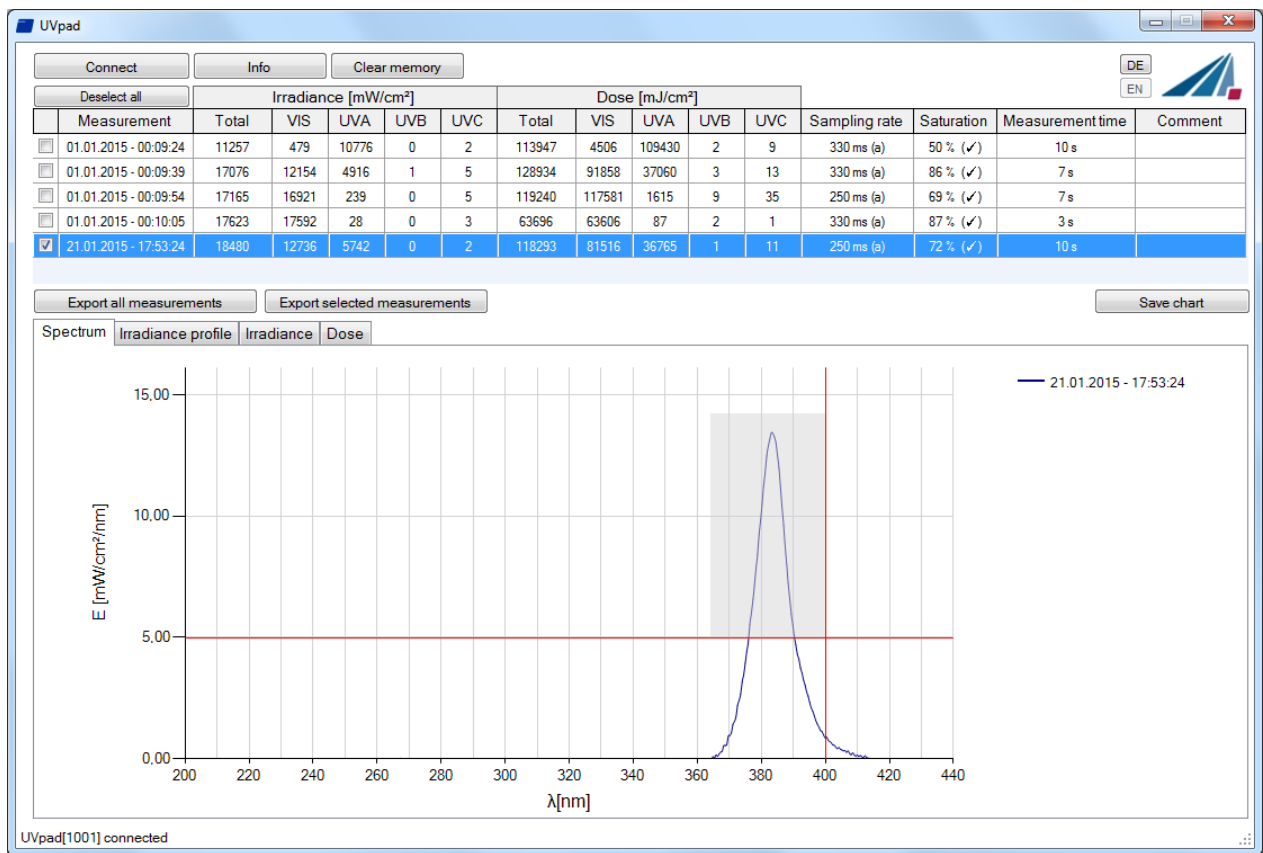 UVpad
Connect Info Clear memory DE
Deselect all Irradiance [mW/cm²] Dose [mJ/cm²] EN
Measurement Total VIS UVA UVB UVC Total VIS UVA UVB UVC Sampling rate Saturation Measurement time Comment
01.01.2015 - 00:09:24 11257 479 10776 0 2 113947 4506 109430 2 9 330 ms (a) 50 % (✓) 10 s
01.01.2015 - 00:09:39 17076 12154 4916 1 5 128934 91858 37060 3 13 330 ms (a) 86 % (✓) 7 s
01.01.2015 - 00:09:54 17165 16921 239 0 5 119240 117581 1615 9 35 250 ms (a) 69 % (✓) 7 s
01.01.2015 - 00:10:05 17623 17592 28 0 3 63696 63606 87 2 1 330 ms (a) 87 % (✓) 3 s
21.01.2015 - 17:53:24 18480 12736 5742 0 2 118293 81516 36765 1 11 250 ms (a) 72 % (✓) 10 s
Export all measurements Export selected measurements Save chart
Spectrum Irradiance profile Irradiance Dose
21.01.2015 - 17:53:24
15,00
10,00
5,00
0,00
E [mW/cm²/nm]
200 220 240 260 280 300 320 340 360 380 400 420 440
λ[nm]
UVpad[1001] connected